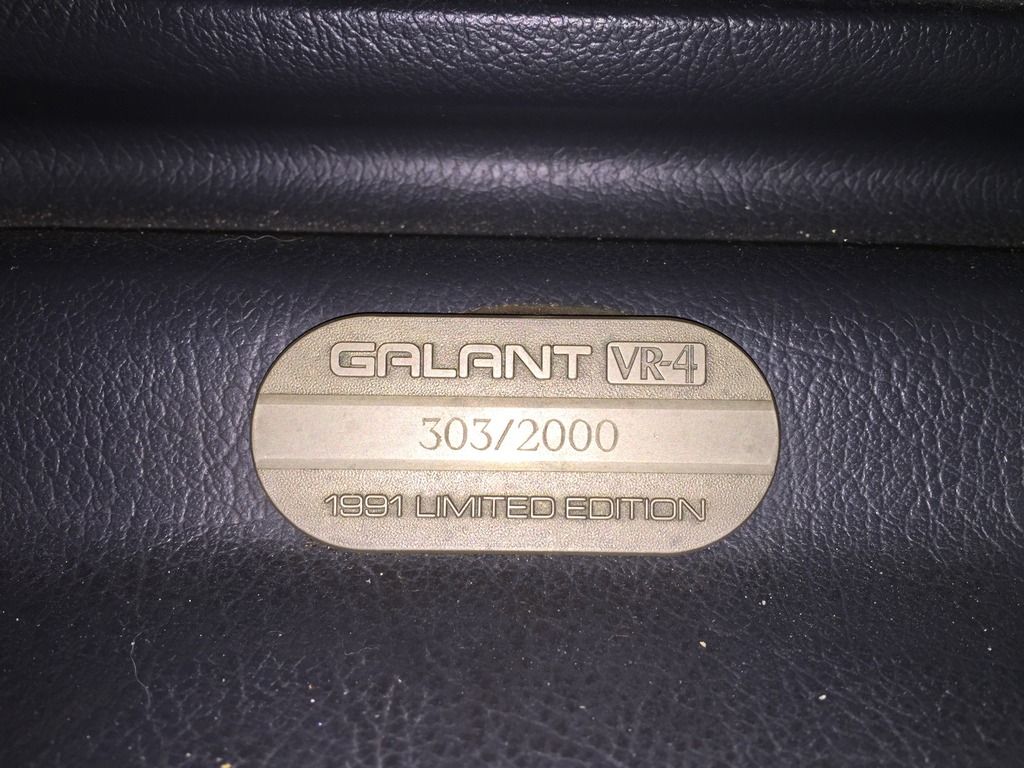 GALANT VR-4
303/2000
1991 LIMITED EDITION